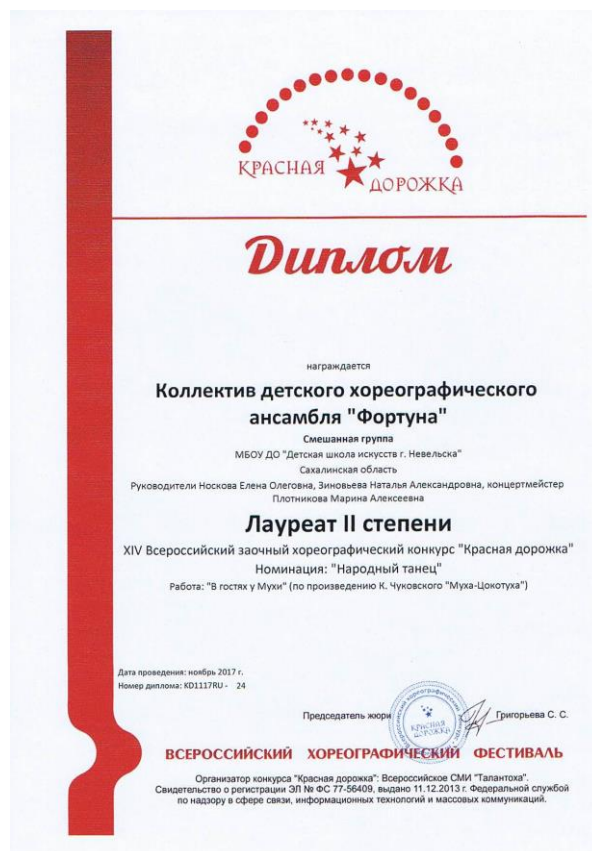 КРАСНАЯ
ДОРОЖКА
Диплом
награждается
Коллектив детского хореографического
ансамбля "Фортуна"
Смешанная группа
МБОУ ДО "Детская школа искусств г. Невельска"
Сахалинская область
Руководители Носкова Елена Олеговна, Зиновьева Наталья Александровна, концертмейстер
Плотникова Марина Алексеевна
Лауреат II степени
XIV Всероссийский заочный хореографический конкурс "Красная дорожка"
Номинация: "Народный танец"
Работа: "В гостях у Мухи" (по произведению К. Чуковского "Муха-Цокотуха")
Дата проведения: ноябрь 2017 г.
Номер диплома: KD1117RU - 24
Председатель жюри Григорьева С. С.
КРАСНАЯ
ДОРОЖКА
ВСЕРОССИЙСКИЙ ХОРЕОГРАФИЧЕСКИЙ ФЕСТИВАЛЬ
Организатор конкурса "Красная дорожка": Всероссийское СМИ "Талантоха".
Свидетельство о регистрации ЭЛ № ФС 77-56409, выдано 11.12.2013 г. Федеральной службой
по надзору в сфере связи, информационных технологий и массовых коммуникаций.